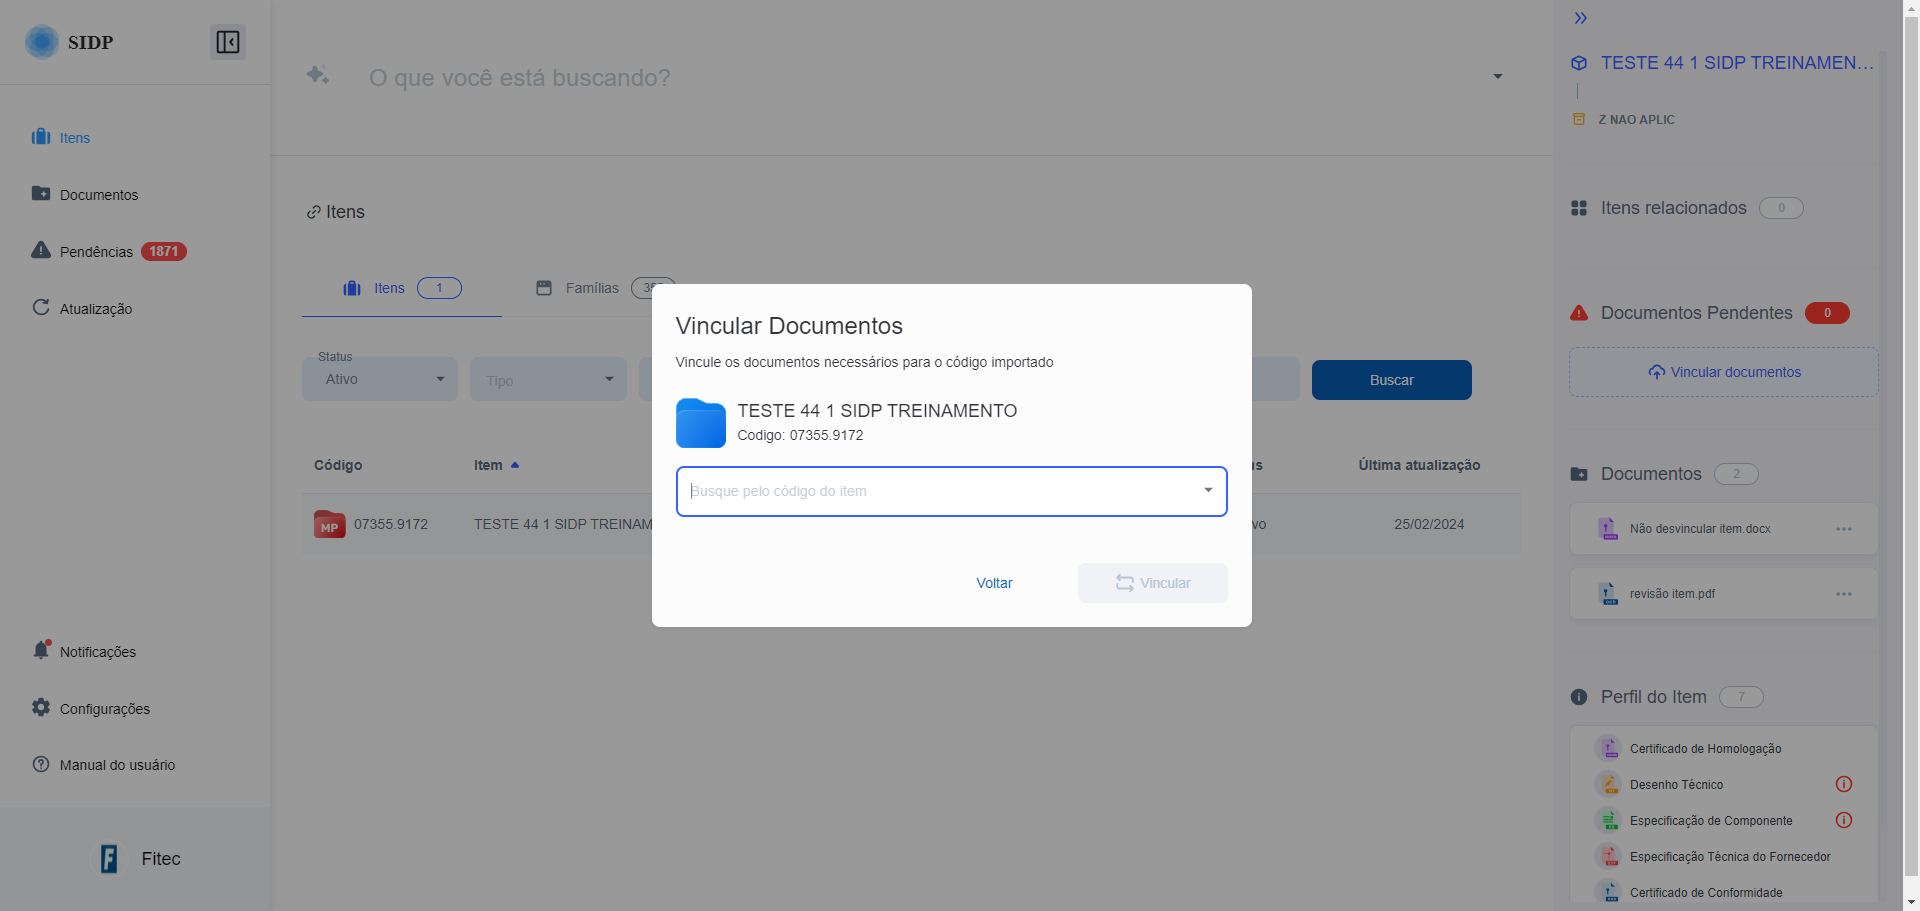 SIDP
Itens
Documentos
Pendências 1871
Atualização
Notificações
Configurações
Manual do usuário
Fitec
O que você está buscando?
Itens
Itens 1
Famílias
Status
Ativo
Tipo
Buscar
Código Item Última atualização
MP 07355.9172 TESTE 44 1 SIDP TREINAM vo 25/02/2024
Vincular Documentos
Vincule os documentos necessários para o código importado
TESTE 44 1 SIDP TREINAMENTO
Codigo: 07355.9172
Busque pelo código do item
Voltar
Vincular
TESTE 44 1 SIDP TREINAMEN...
Z NAO APLIC
Itens relacionados 0
Documentos Pendentes 0
Vincular documentos
Documentos 2
Não desvincular item.docx
revisão item.pdf
Perfil do Item 7
Certificado de Homologação
Desenho Técnico
Especificação de Componente
Especificação Técnica do Fornecedor
Certificado de Conformidade